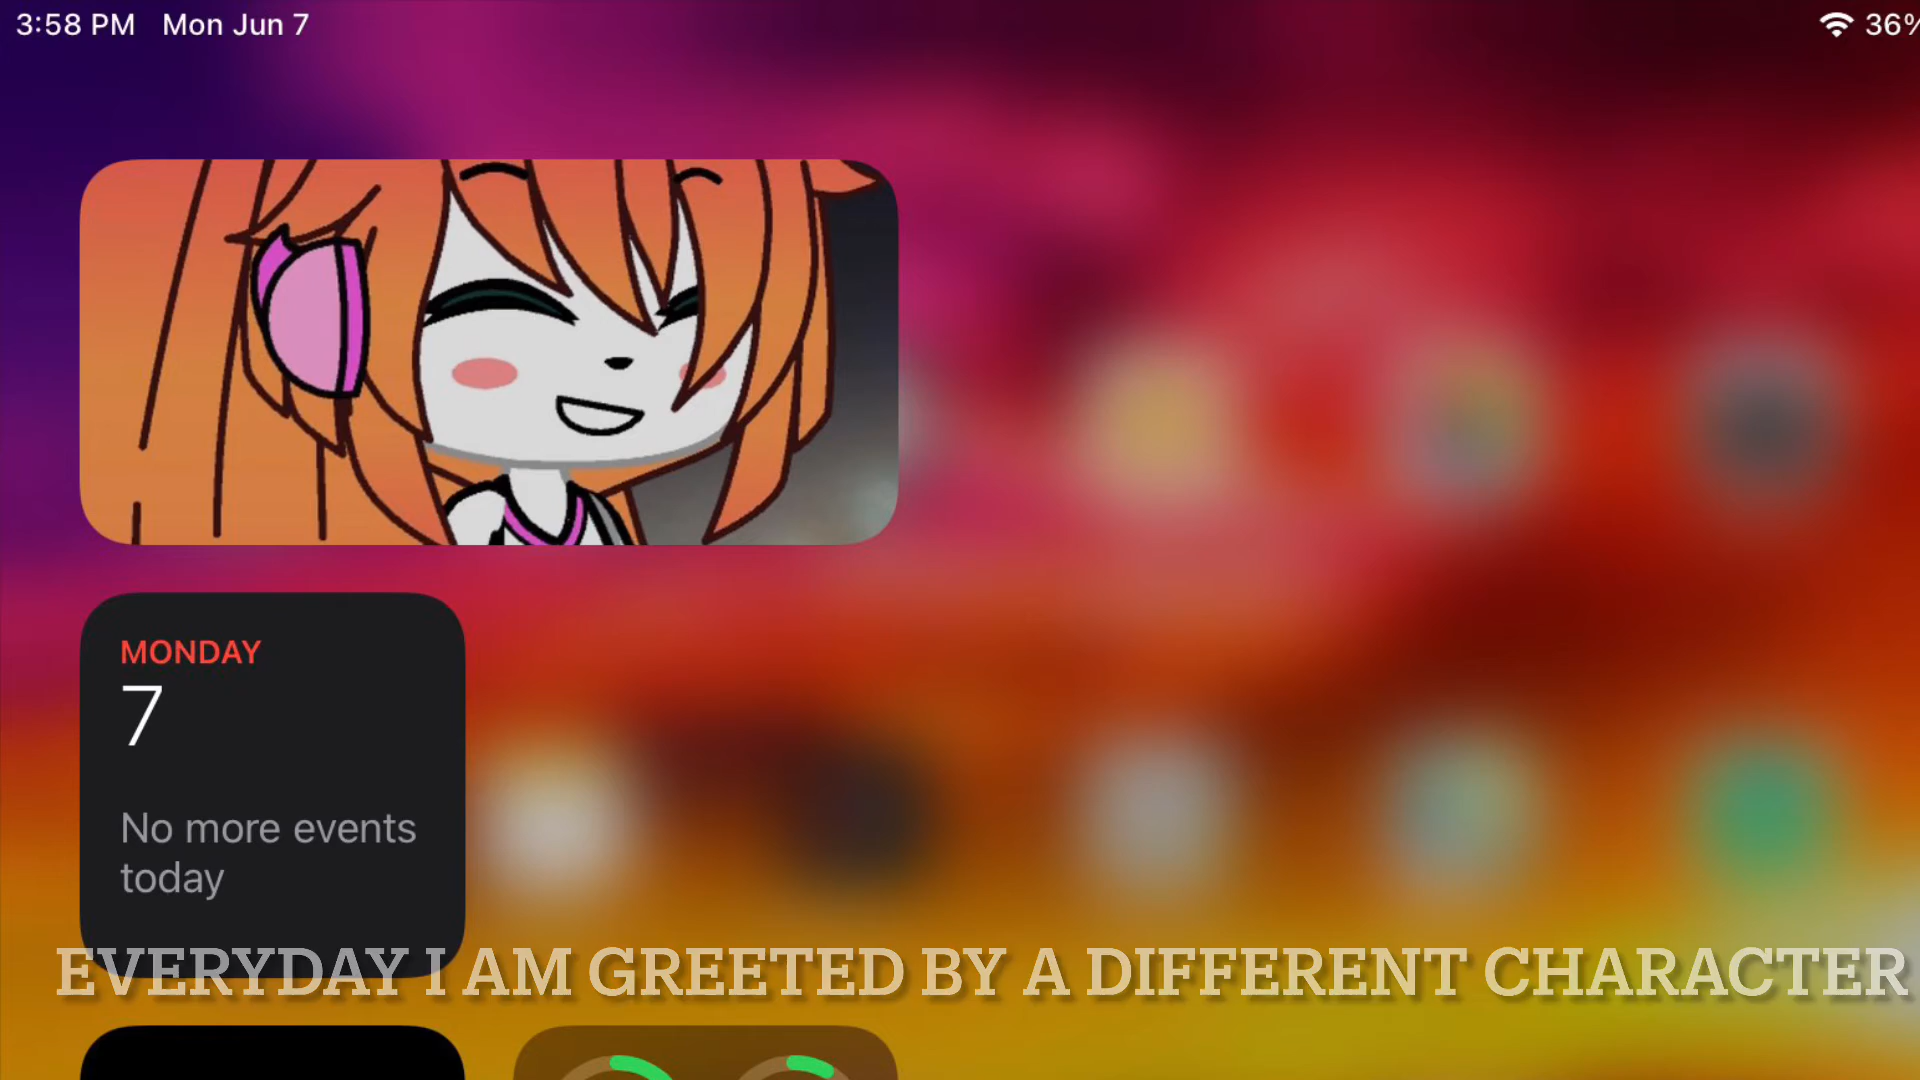 3:58 PM Mon Jun 7
36%
MONDAY
7
No more events
today
EVERYDAY I AM GREETED BY A DIFFERENT CHARACTER